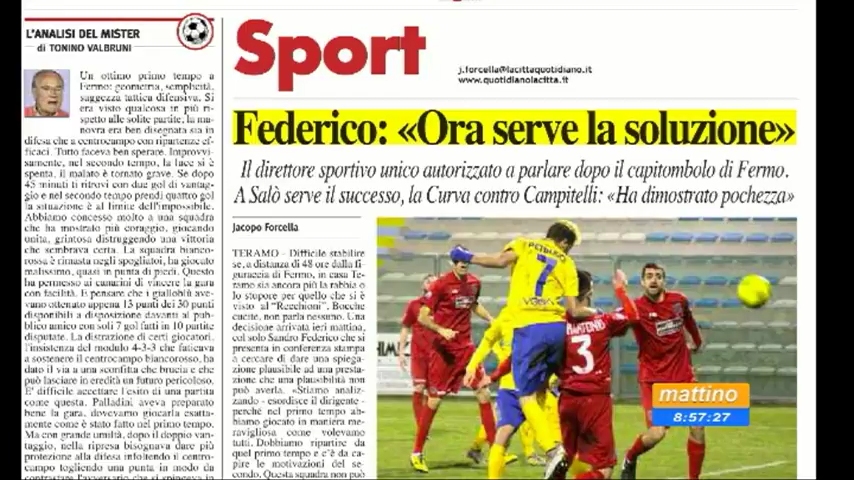 L'ANALISI DEL MISTER
di TONINO VALBRUNI
Un ottimo primo tempo a
Fermo: geometria, semplicità,
saggezza tattica difensiva. Si
era visto qualcosa in più ri-
spetto alle solite partite, la ma-
novra era ben disegnata sia in
difesa che a centrocampo con ripartenze ef-
ficaci. Tutto faceva ben sperare. Improvvi-
samente, nel secondo tempo, la luce si è
spenta, il malato è tornato grave. Se dopo
45 minuti ti ritrovi con due gol di vantag-
gio e nel secondo tempo prendi quattro gol
la situazione è al limite dell'impossibile.
Abbiamo concesso molto a una squadra
che ha mostrato più coraggio, giocando
unita, grintosa distruggendo una vittoria
che sembrava certa. La squadra bianco-
rossa è rimasta negli spogliatoi, ha giocato
malissimo, quasi in punta di piedi. Questo
ha permesso ai canarini di vincere la gara
con facilità. E pensare che i gialloblù ave-
vano ottenuto appena 13 punti dei 30 punti
disponibili a disposizione davanti al pub-
blico amico con soli 7 gol fatti in 10 partite
disputate. La distrazione di certi giocatori,
l'insistenza del modulo 4-3-3 che faticava
a sostenere il centrocampo biancorosso, ha
dato il via a una sconfitta che brucia e che
può lasciare in eredità un futuro pericoloso.
E' difficile accettare l'esito di una partita
come questa. Palladini aveva preparato
bene la gara, dovevamo giocarla esatta-
mente come è stato fatto nel primo tempo.
Ma con grande umiltà, dopo il doppio van-
taggio, nella ripresa bisognava dare più
protezione alla difesa infoltendo il centro-
campo togliendo una punta in modo da
contrastare l'avversario che si spingeva in
Sport
j.forcella@lacittaquotidiano.it
www.quotidianolacitta.it
Federico: «Ora serve la soluzione»
Il direttore sportivo unico autorizzato a parlare dopo il capitombolo di Fermo.
A Salò serve il successo, la Curva contro Campitelli: «Ha dimostrato pochezza»
Jacopo Forcella
TERAMO - Difficile stabilire
se, a distanza di 48 ore dalla fi-
guraccia di Fermo, in casa Te-
ramo sia ancora più la rabbia o
lo stupore per quello che si è
visto al "Recchioni". Bocche
cucite, non parla nessuno. Una
decisione arrivata ieri mattina,
col solo Sandro Federico che si
presenta in conferenza stampa
a cercare di dare una spiega-
zione plausibile ad una presta-
zione che una plausibilità non
può averla. «Stiamo analiz-
zando - esordisce il dirigente -
perché nel primo tempo ab-
biamo giocato in maniera me-
ravigliosa come volevamo
tutti. Dobbiamo ripartire da
quel primo tempo e c'è da ca-
pire le motivazioni del se-
condo. Questa squadra non può
7
3
mattino
8:57:27